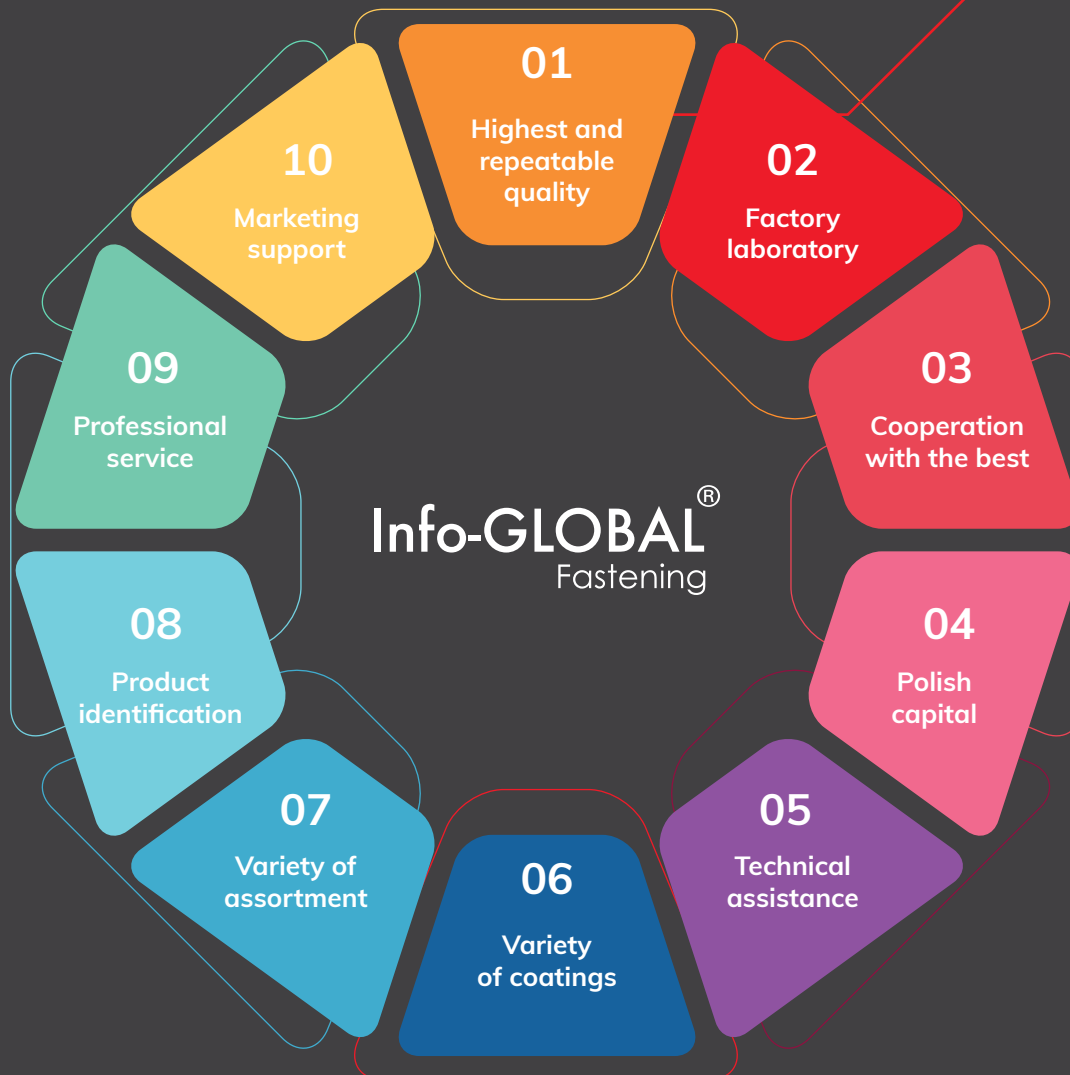 01
Highest and
repeatable
quality
02
Factory
laboratory
03
Cooperation
with the best
04
Polish
capital
05
Technical
assistance
06
Variety
of coatings
07
Variety of
assortment
08
Product
identification
09
Professional
service
10
Marketing
support
Info-GLOBAL®
Fastening